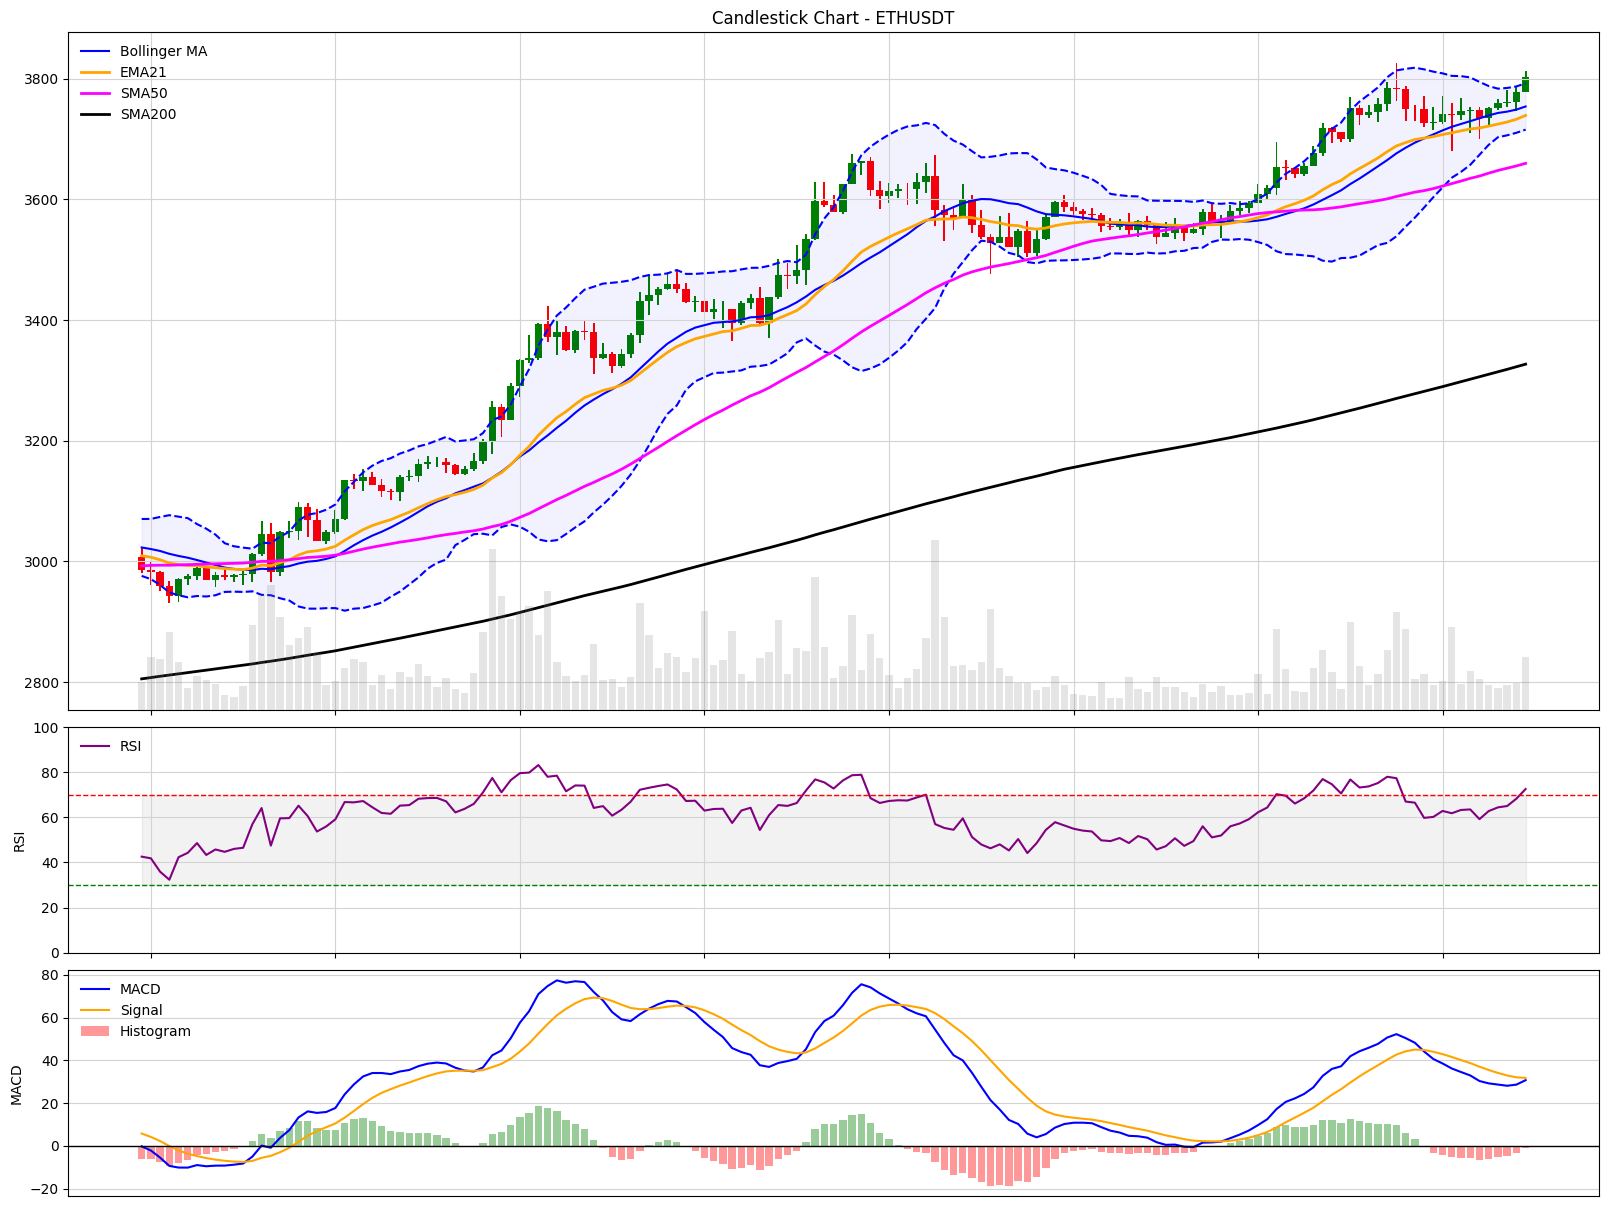 Candlestick Chart - ETHUSDT
Bollinger MA
EMA21
SMA50
SMA200
3800
3600
3400
3200
3000
2800
RSI
100
80
60
40
20
0
RSI
MACD
Signal
Histogram
80
60
40
20
0
−20
MACD